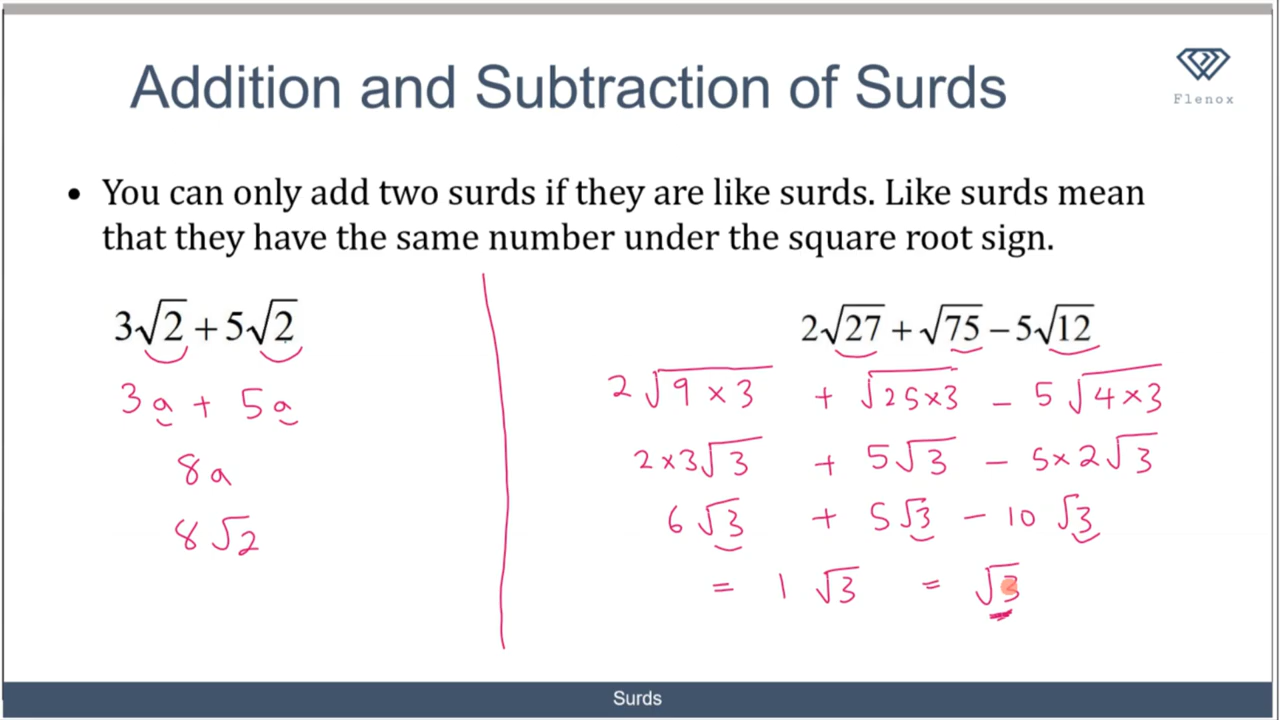 Addition and Subtraction of Surds
Flenox
• You can only add two surds if they are like surds. Like surds mean
that they have the same number under the square root sign.
3√2 + 5√2
3a + 5a
8a
8√2
2√27 + √75 − 5√12
2√(9 × 3) + √(25×3) − 5√(4 × 3)
2×3√3 + 5√3 − 5×2√3
6√3 + 5√3 − 10√3
= 1√3 = √3
Surds